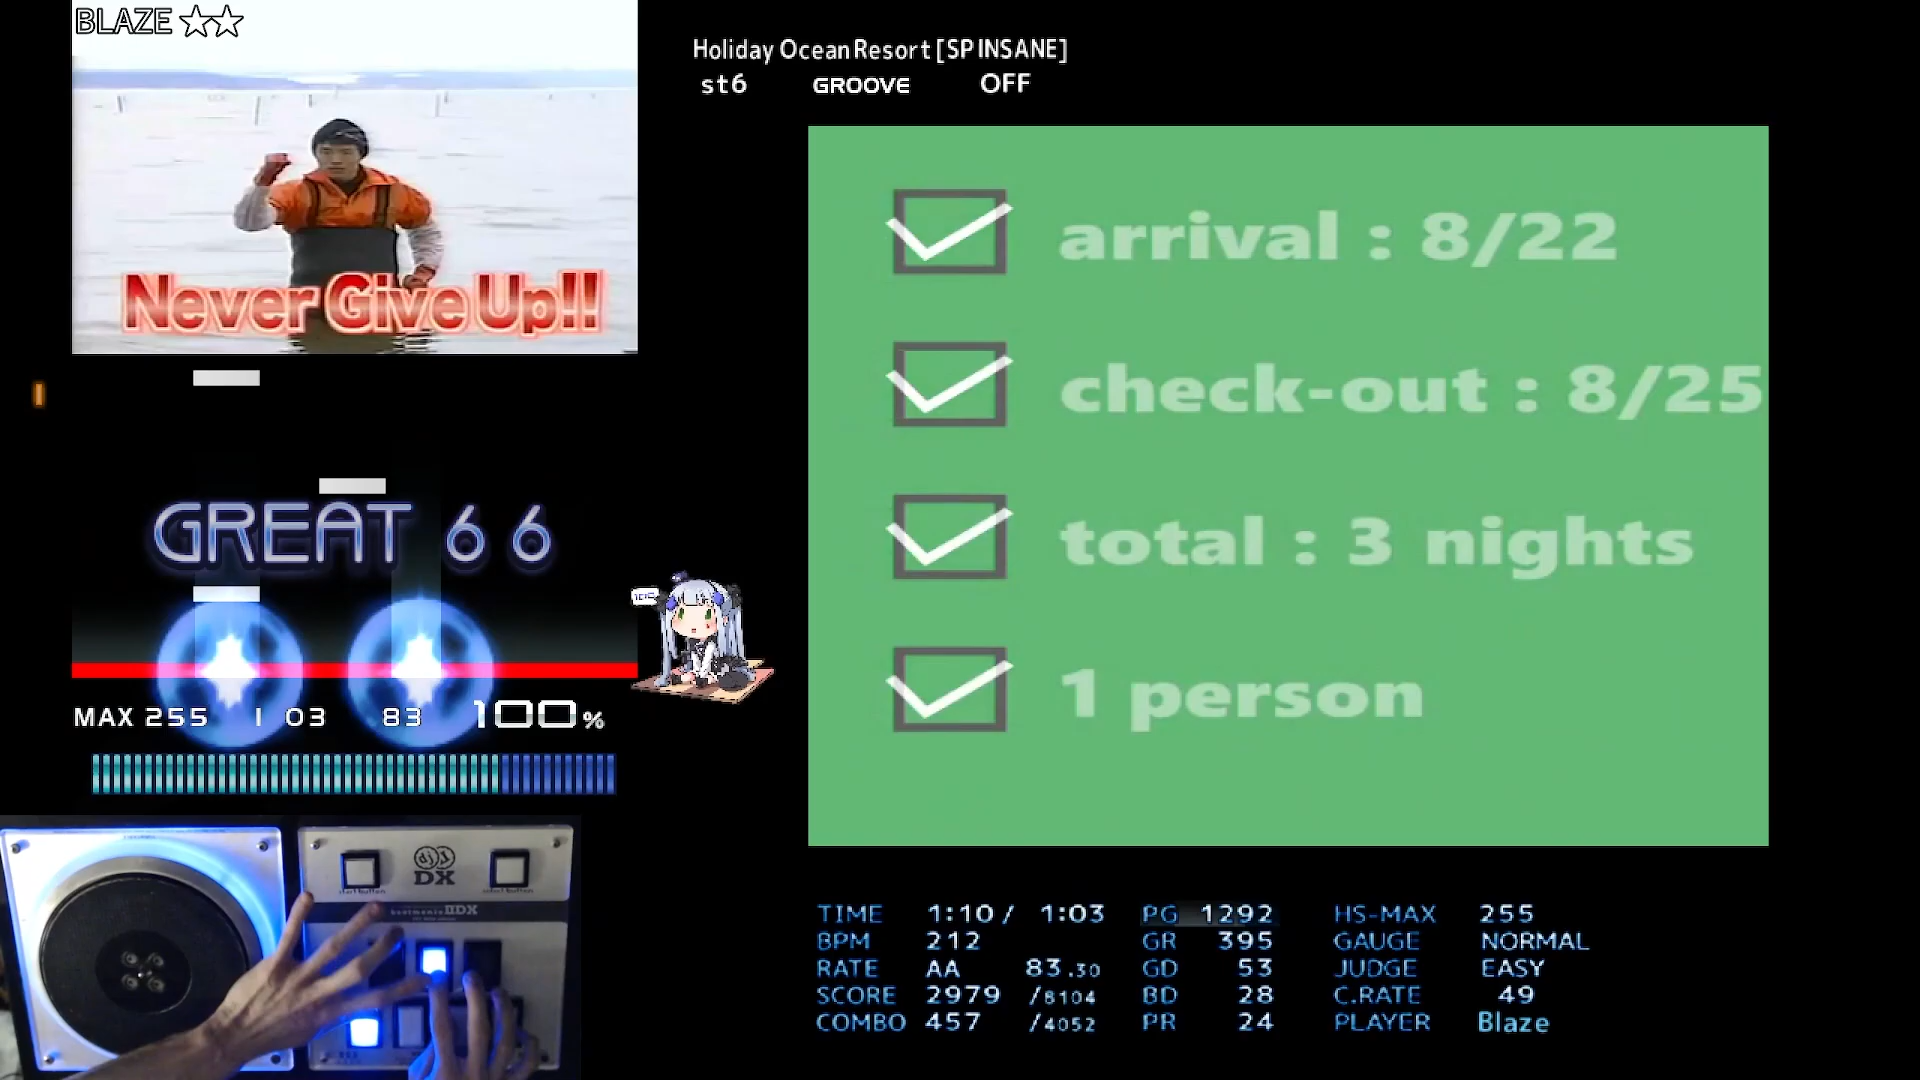 BLAZE ☆☆
Never Give Up!!
GREAT 66
MAX 255 1 03 83 100%
DX
beatmania IIDX
Holiday Ocean Resort [SP INSANE]
st6 GROOVE OFF
arrival : 8/22
check-out : 8/25
total : 3 nights
1 person
TIME 1:10 / 1:03 PG 1292 HS-MAX 255
BPM 212 GR 395 GAUGE NORMAL
RATE AA 83.30 GD 53 JUDGE EASY
SCORE 2979 /8104 BD 28 C.RATE 49
COMBO 457 /4052 PR 24 PLAYER Blaze